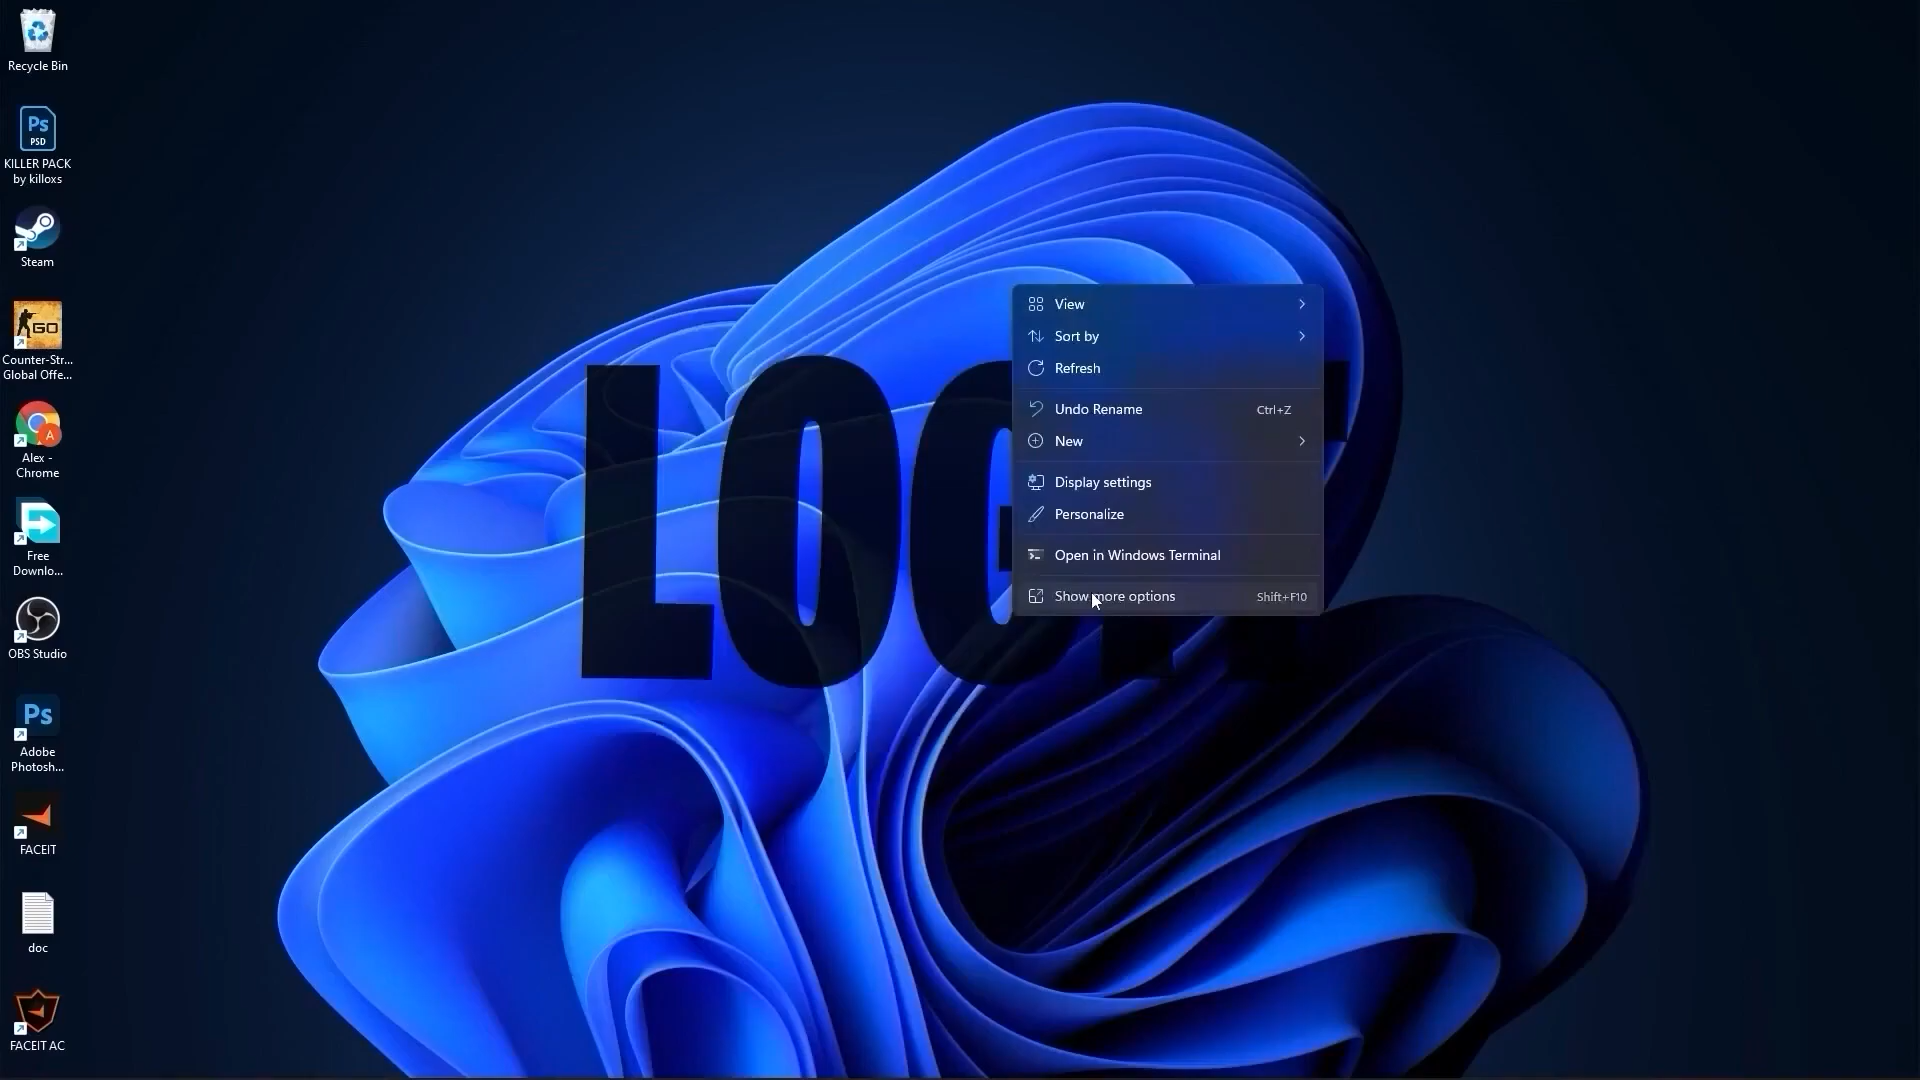 Recycle Bin
Ps
PSD
KILLER PACK
by killoxs
Steam
GO
Counter-Str...
Global Offe...
A
Alex -
Chrome
Free
Downlo...
OBS Studio
Ps
Adobe
Photosh...
FACEIT
doc
FACEIT AC
View
Sort by
Refresh
Undo Rename Ctrl+Z
New
Display settings
Personalize
Open in Windows Terminal
Show more options Shift+F10